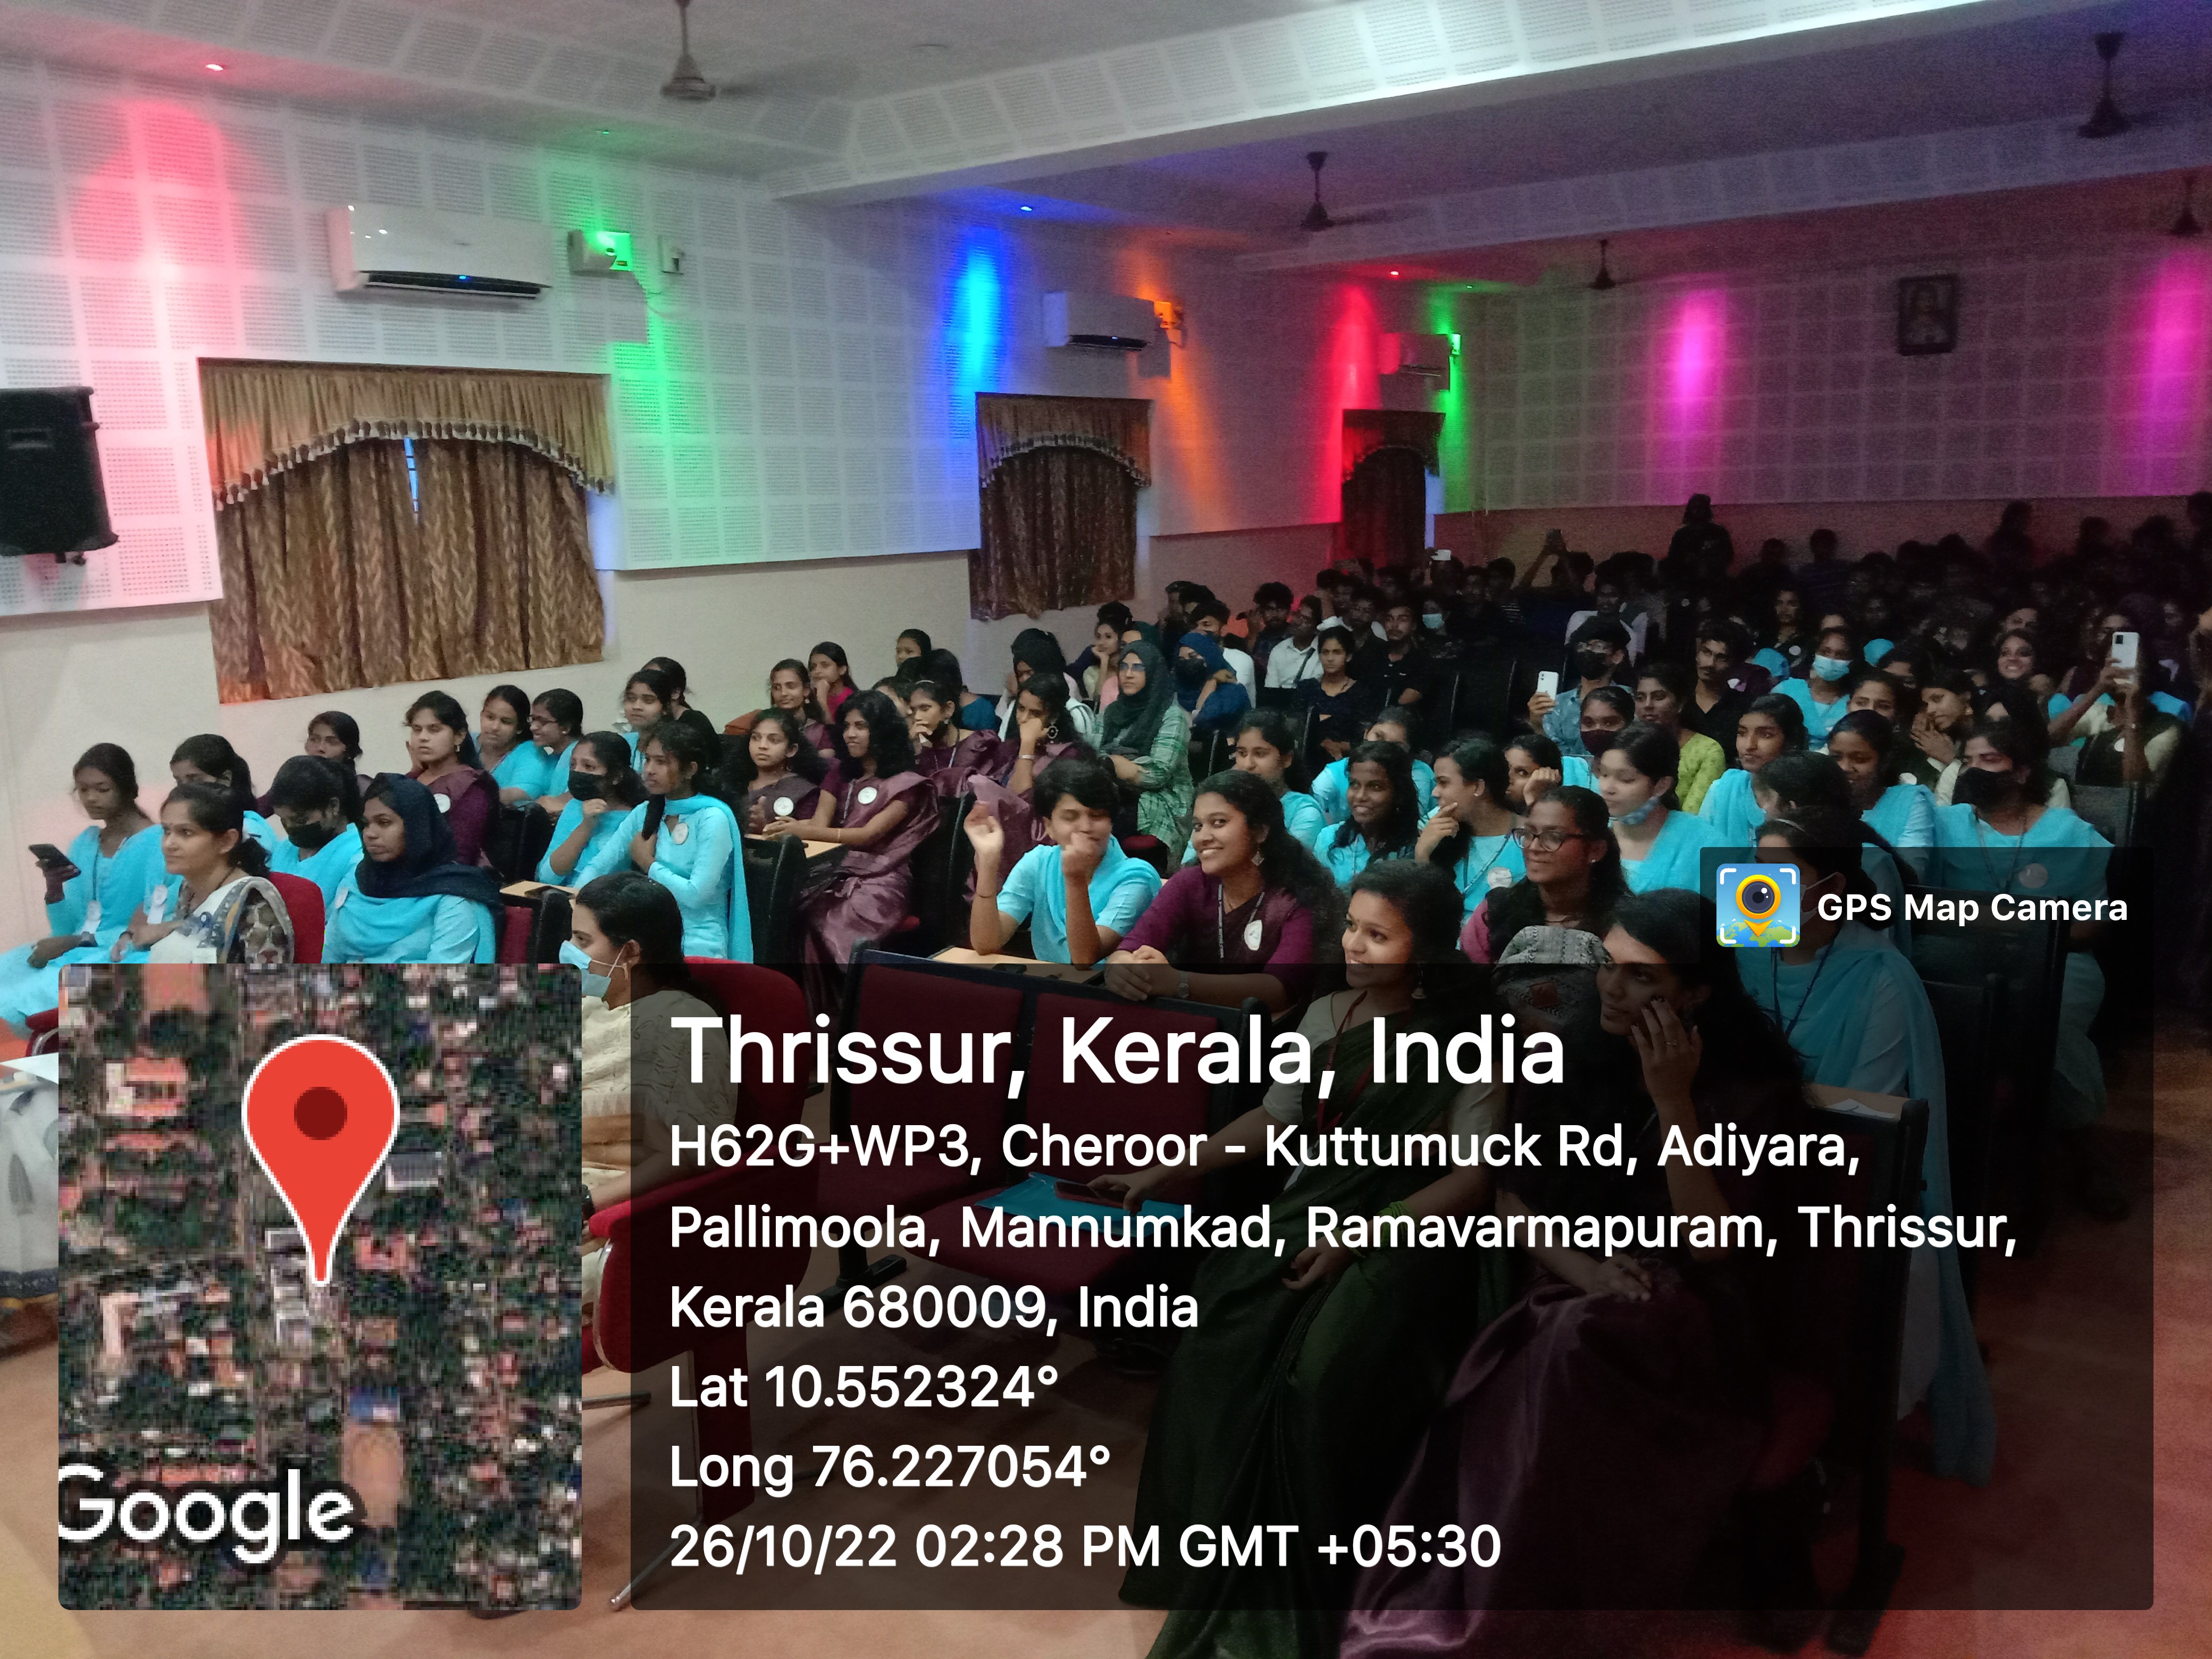 GPS Map Camera
Thrissur, Kerala, India
H62G+WP3, Cheroor - Kuttumuck Rd, Adiyara,
Pallimoola, Mannumkad, Ramavarmapuram, Thrissur,
Kerala 680009, India
Lat 10.552324°
Long 76.227054°
26/10/22 02:28 PM GMT +05:30
Google